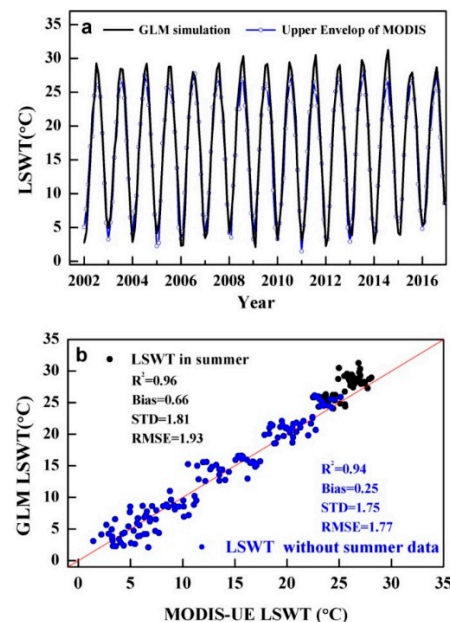 a
GLM simulation
Upper Envelop of MODIS
LSWT(°C)
35
30
25
20
15
10
5
0
2002 2004 2006 2008 2010 2012 2014 2016
Year
b
LSWT in summer
R²=0.96
Bias=0.66
STD=1.81
RMSE=1.93
R²=0.94
Bias=0.25
STD=1.75
RMSE=1.77
LSWT without summer data
GLM LSWT(°C)
35
30
25
20
15
10
5
0
0 5 10 15 20 25 30 35
MODIS-UE LSWT (°C)